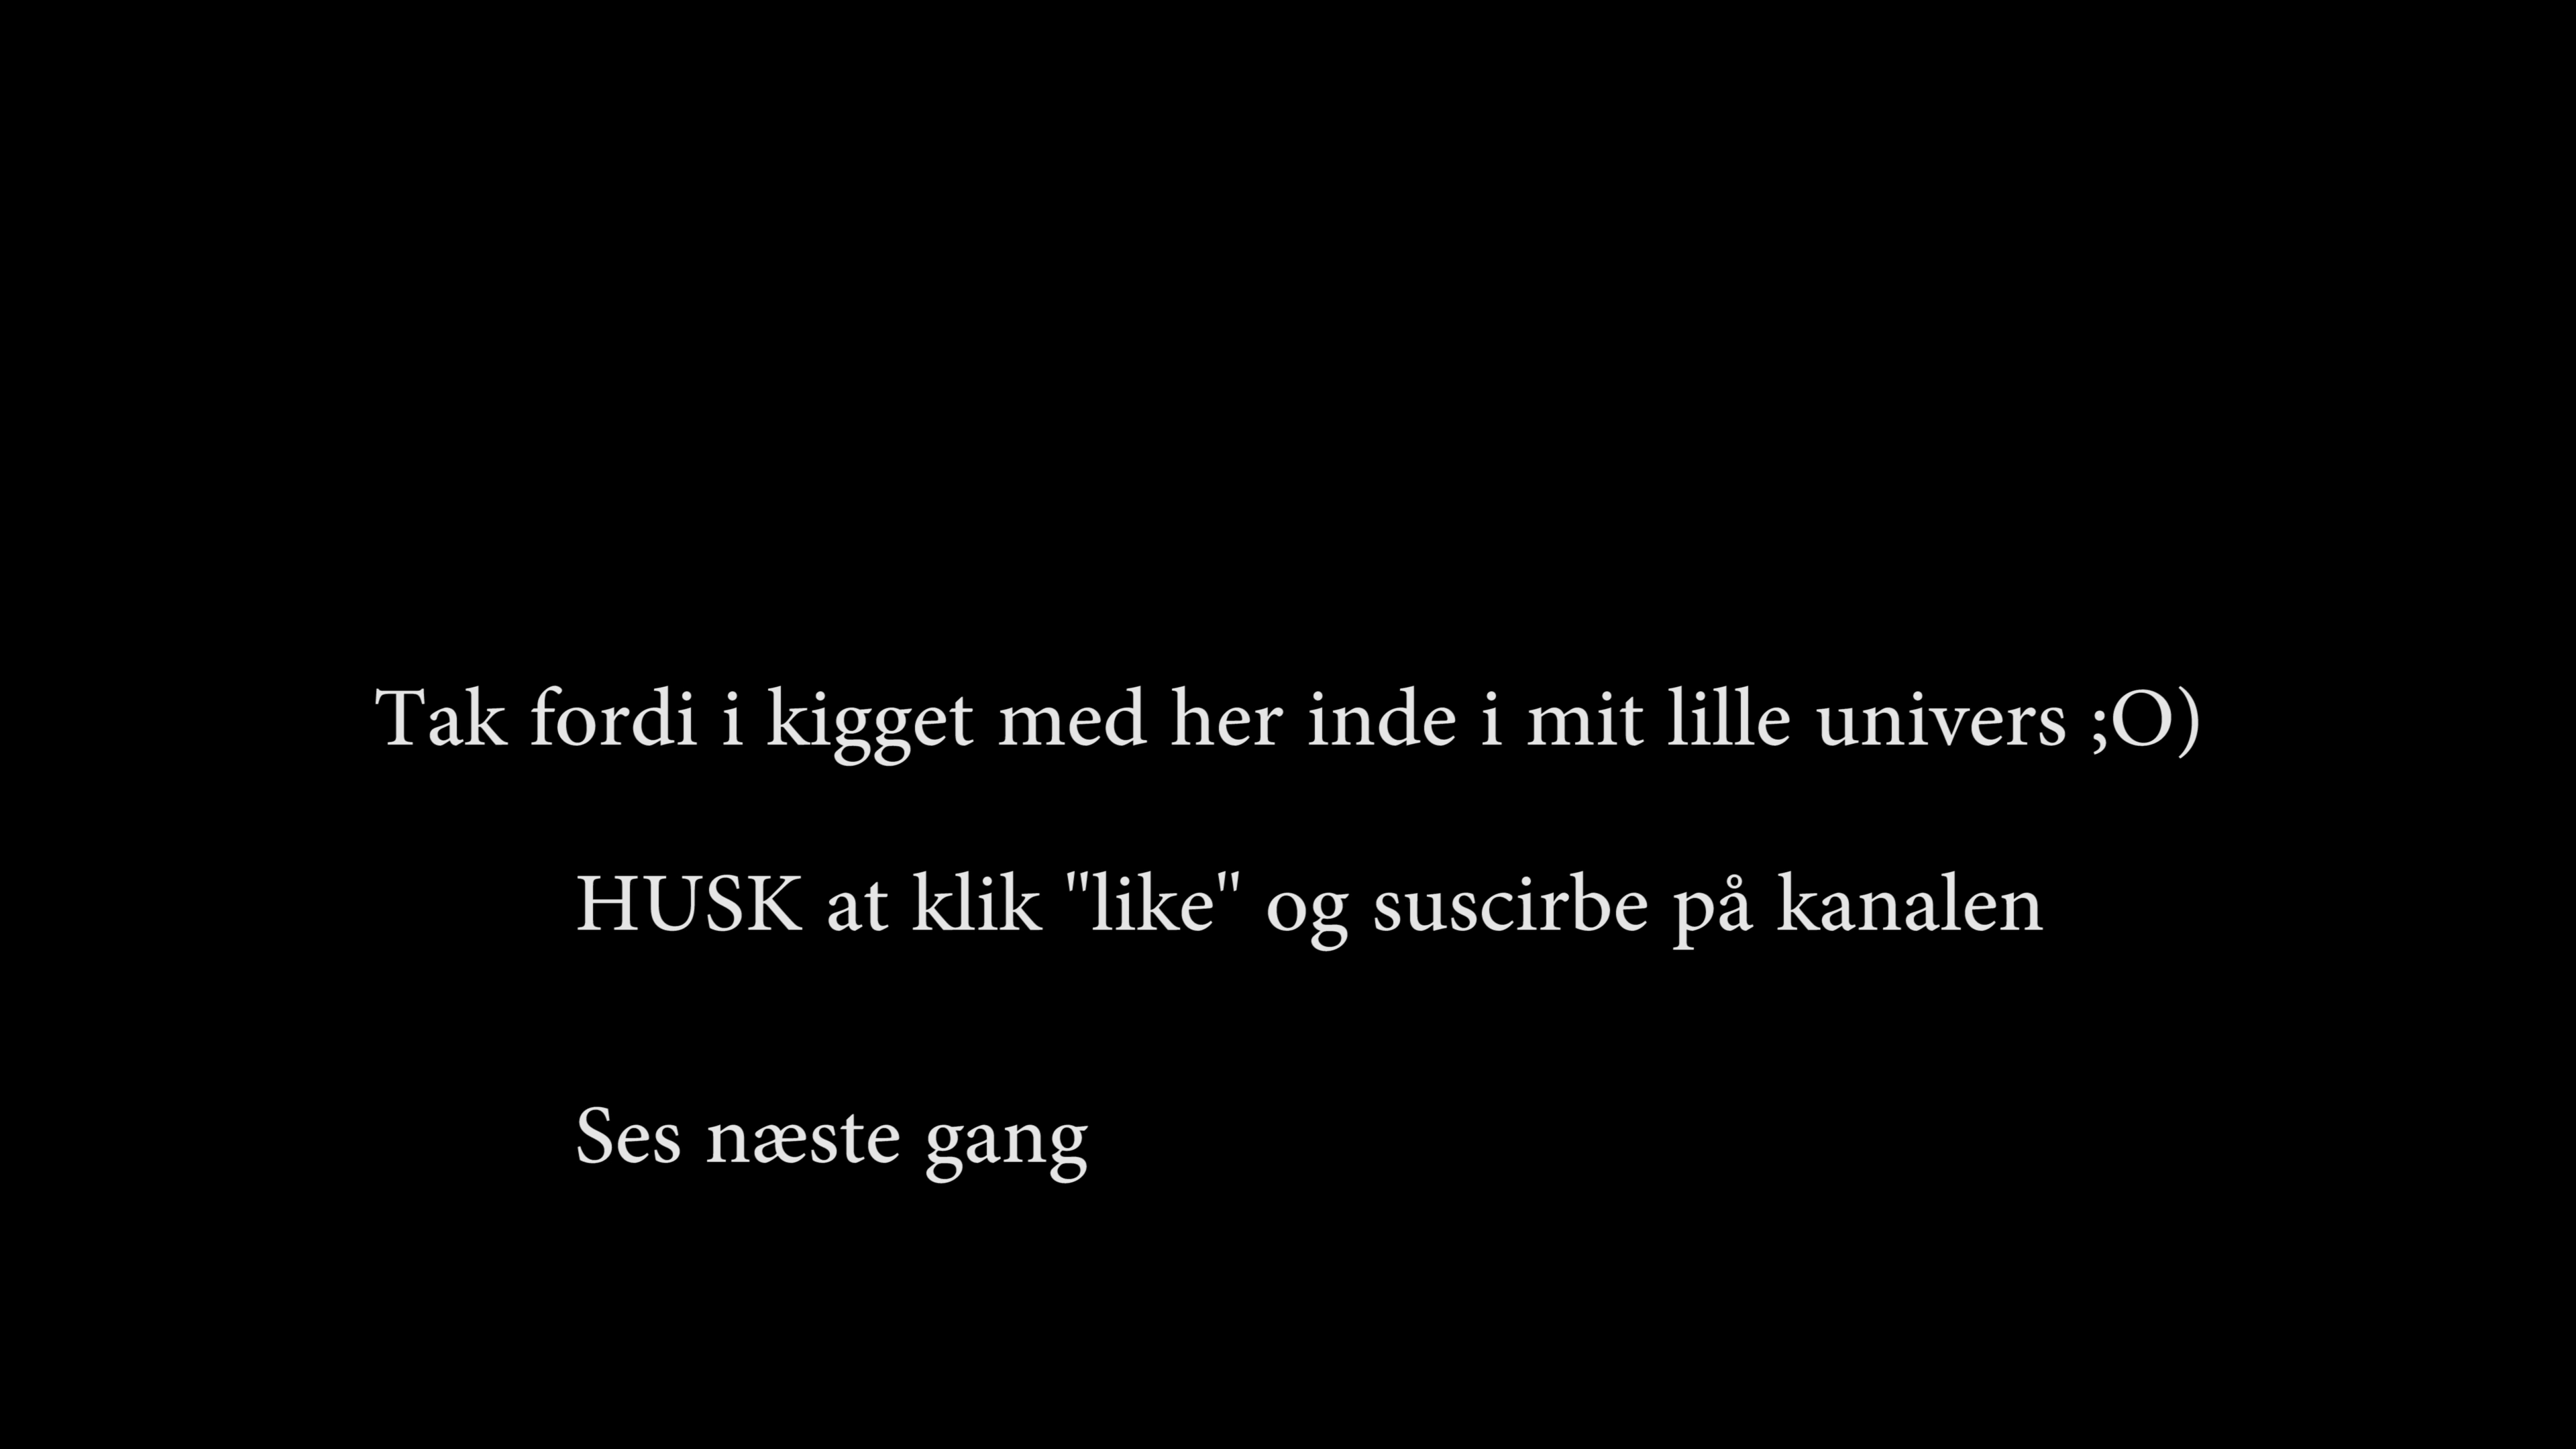 Tak fordi i kigget med her inde i mit lille univers ;O)
HUSK at klik "like" og suscirbe på kanalen
Ses næste gang